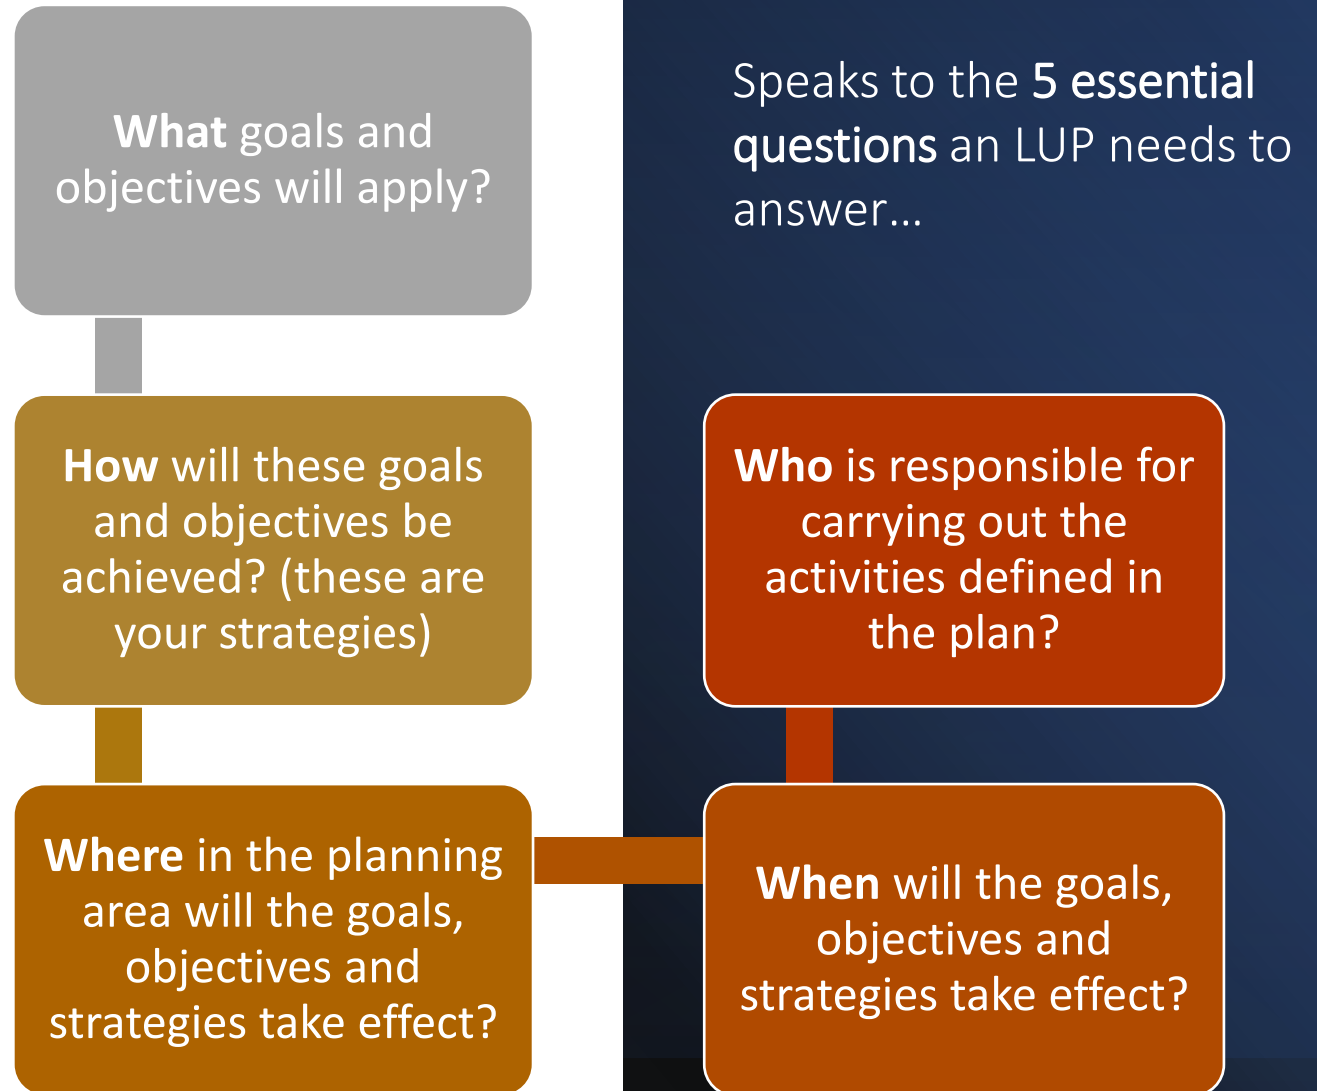 Speaks to the 5 essential
questions an LUP needs to
answer...
What goals and
objectives will apply?
How will these goals
and objectives be
achieved? (these are
your strategies)
Where in the planning
area will the goals,
objectives and
strategies take effect?
When will the goals,
objectives and
strategies take effect?
Who is responsible for
carrying out the
activities defined in
the plan?